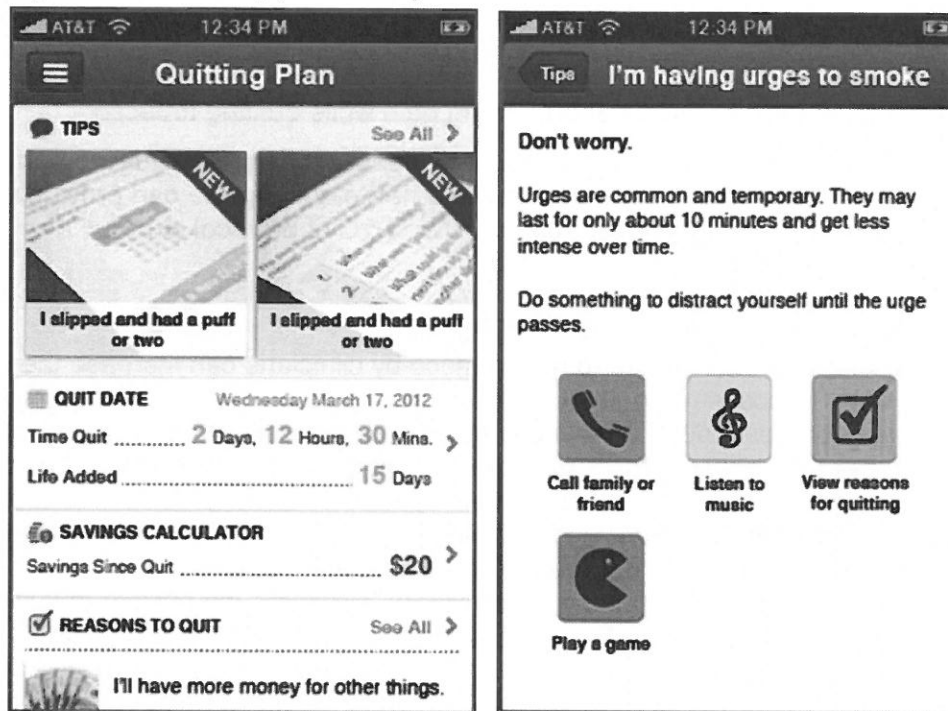 AT&T 12:34 PM
Quitting Plan
TIPS See All
NEW
NEW
I slipped and had a puff
or two
I slipped and had a puff
or two
QUIT DATE Wednesday March 17, 2012
Time Quit 2 Days, 12 Hours, 30 Mins.
Life Added 15 Days
SAVINGS CALCULATOR
Savings Since Quit $20
REASONS TO QUIT See All
I'll have more money for other things.
AT&T 12:34 PM
Tips I'm having urges to smoke
Don't worry.
Urges are common and temporary. They may
last for only about 10 minutes and get less
intense over time.
Do something to distract yourself until the urge
passes.
Call family or
friend
Listen to
music
View reasons
for quitting
Play a game